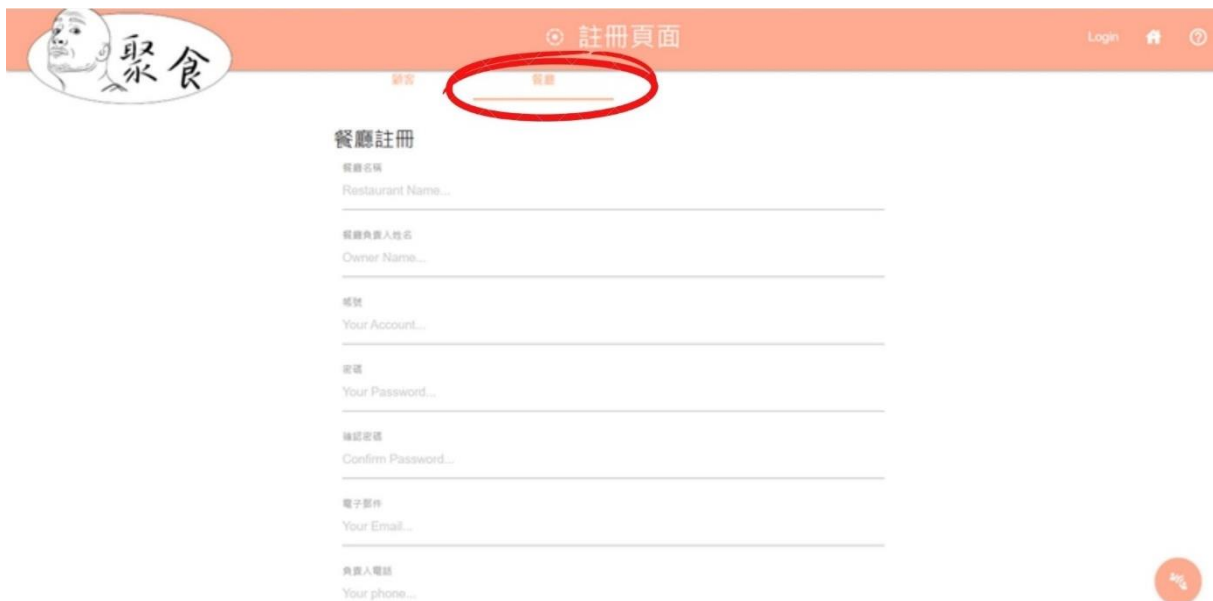 聚食
註冊頁面
Login
顧客
餐廳
餐廳註冊
餐廳名稱
Restaurant Name...
餐廳負責人姓名
Owner Name...
帳號
Your Account...
密碼
Your Password...
確認密碼
Confirm Password...
電子郵件
Your Email...
負責人電話
Your phone...